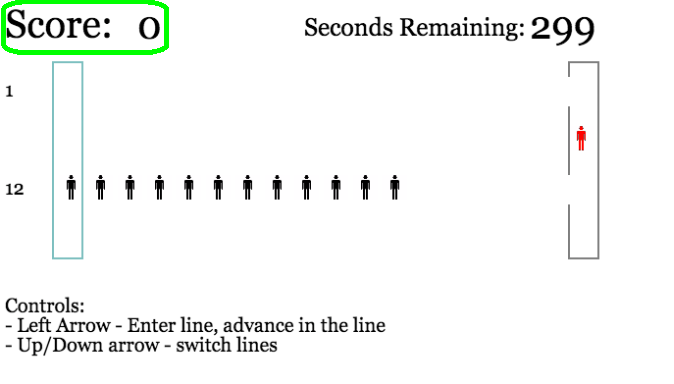 Score: 0
Seconds Remaining: 299
1
12
Controls:
- Left Arrow - Enter line, advance in the line
- Up/Down arrow - switch lines